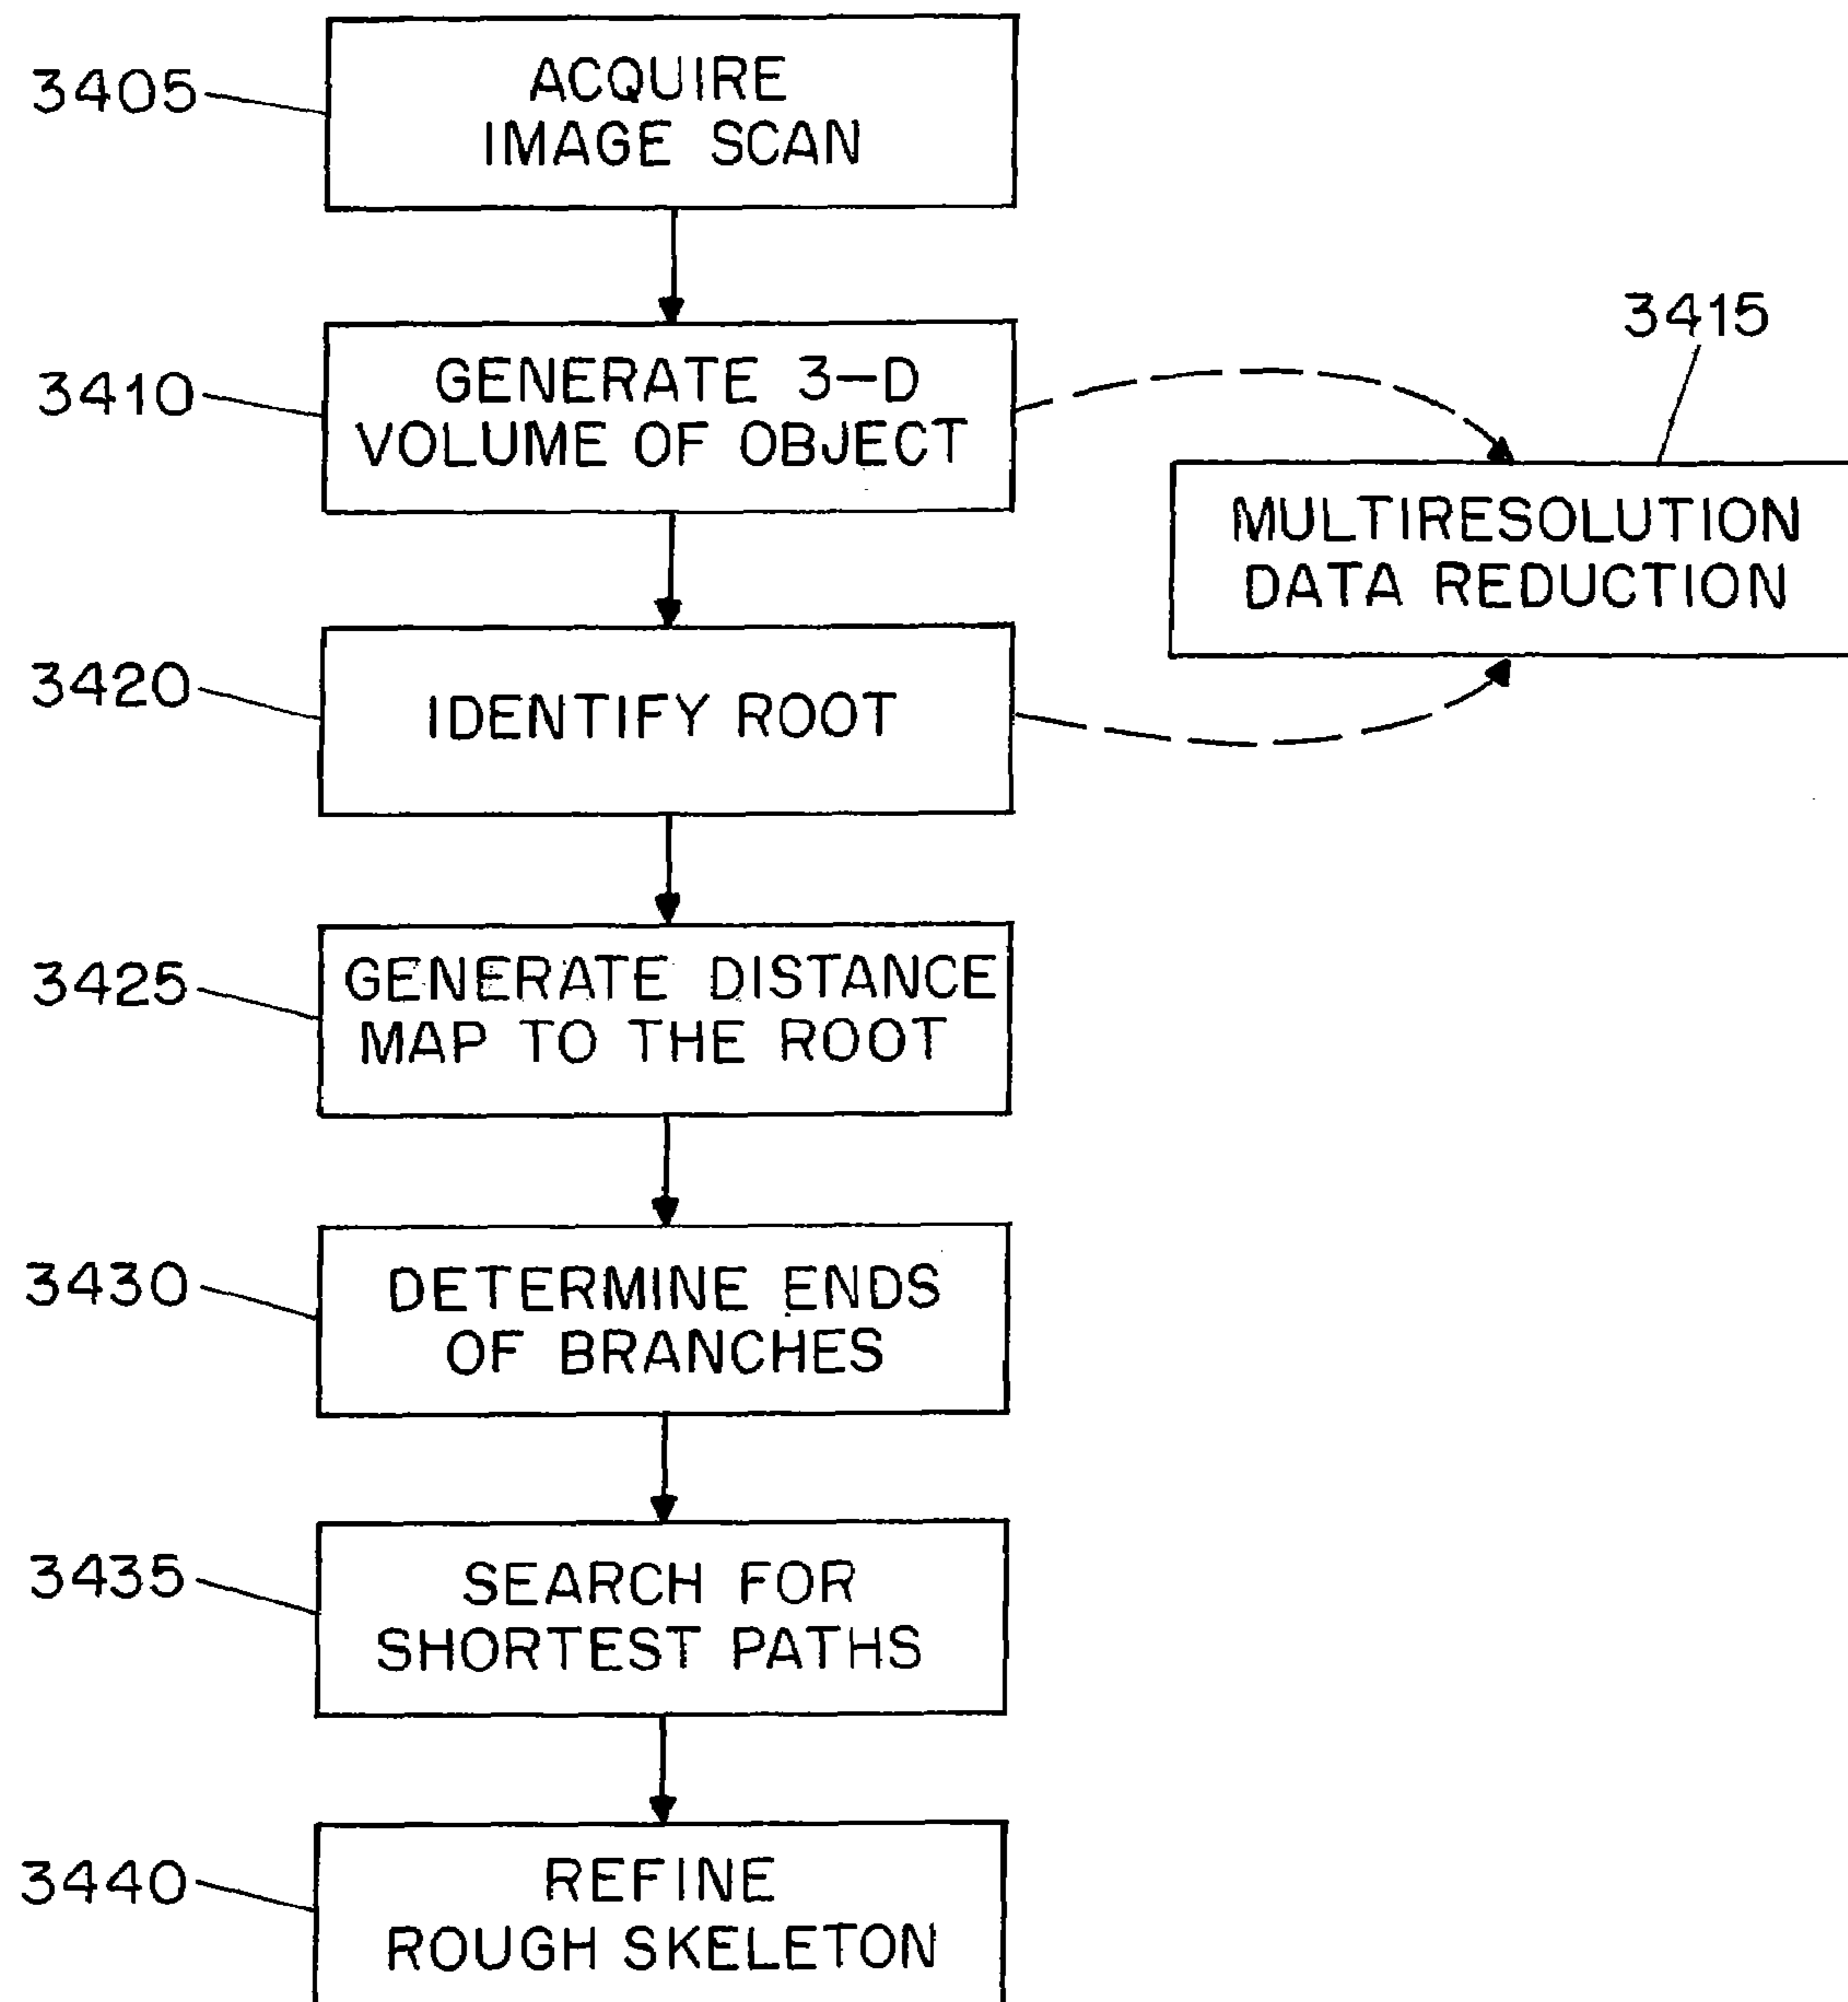 3405
ACQUIRE
IMAGE SCAN
3410
GENERATE 3-D
VOLUME OF OBJECT
3415
MULTIRESOLUTION
DATA REDUCTION
3420
IDENTIFY ROOT
3425
GENERATE DISTANCE
MAP TO THE ROOT
3430
DETERMINE ENDS
OF BRANCHES
3435
SEARCH FOR
SHORTEST PATHS
3440
REFINE
ROUGH SKELETON